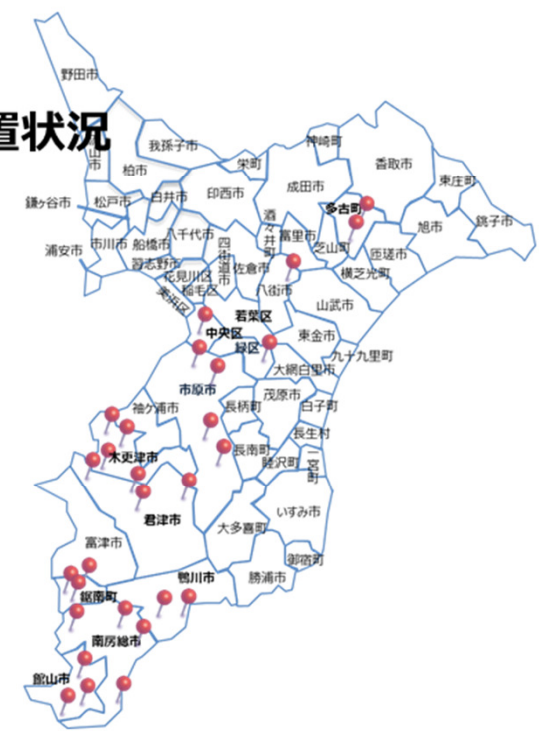 置状況
野田市
山市
我孫子市
柏市
神崎町
栄町
香取市
成田市
東庄町
鎌ヶ谷市
松戸市
白井市
印西市
多古町
銚子市
旭市
酒々井町
富里市
芝山町
匝瑳市
横芝光町
浦安市
市川市
船橋市
八千代市
習志野市
四街道市
佐倉市
花見川区
稲毛区
美浜区
八街市
山武市
若葉区
中央区
緑区
東金市
九十九里町
大網白里市
市原市
茂原市
袖ケ浦市
長柄町
白子町
長生村
長南町
睦沢町
一宮町
木更津市
君津市
いすみ市
大多喜町
富津市
御宿町
鴨川市
勝浦市
鋸南町
南房総市
館山市